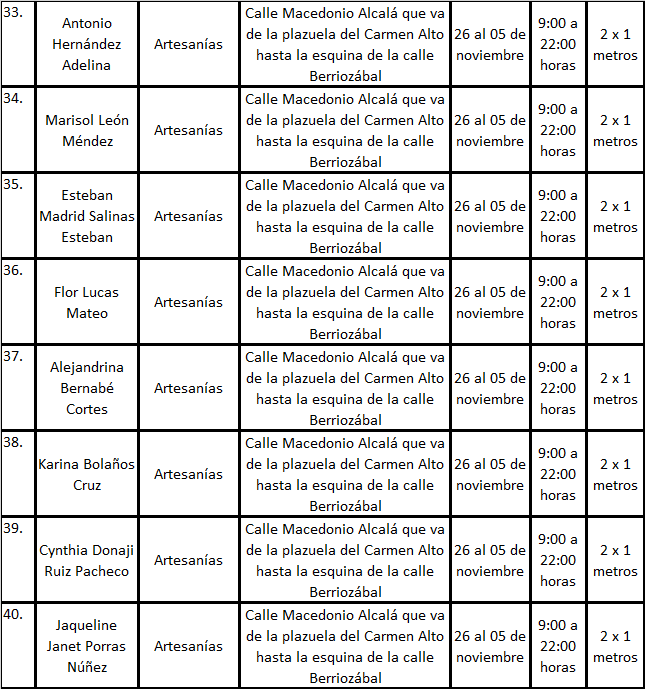 33.
Antonio
Hernández
Adelina
Artesanías
Calle Macedonio Alcalá que va
de la plazuela del Carmen Alto
hasta la esquina de la calle
Berriozábal
26 al 05 de
noviembre
9:00 a
22:00
horas
2 x 1
metros
34.
Marisol León
Méndez
Artesanías
Calle Macedonio Alcalá que va
de la plazuela del Carmen Alto
hasta la esquina de la calle
Berriozábal
26 al 05 de
noviembre
9:00 a
22:00
horas
2 x 1
metros
35.
Esteban
Madrid Salinas
Esteban
Artesanías
Calle Macedonio Alcalá que va
de la plazuela del Carmen Alto
hasta la esquina de la calle
Berriozábal
26 al 05 de
noviembre
9:00 a
22:00
horas
2 x 1
metros
36.
Flor Lucas
Mateo
Artesanías
Calle Macedonio Alcalá que va
de la plazuela del Carmen Alto
hasta la esquina de la calle
Berriozábal
26 al 05 de
noviembre
9:00 a
22:00
horas
2 x 1
metros
37.
Alejandrina
Bernabé
Cortes
Artesanías
Calle Macedonio Alcalá que va
de la plazuela del Carmen Alto
hasta la esquina de la calle
Berriozábal
26 al 05 de
noviembre
9:00 a
22:00
horas
2 x 1
metros
38.
Karina Bolaños
Cruz
Artesanías
Calle Macedonio Alcalá que va
de la plazuela del Carmen Alto
hasta la esquina de la calle
Berriozábal
26 al 05 de
noviembre
9:00 a
22:00
horas
2 x 1
metros
39.
Cynthia Donaji
Ruiz Pacheco
Artesanías
Calle Macedonio Alcalá que va
de la plazuela del Carmen Alto
hasta la esquina de la calle
Berriozábal
26 al 05 de
noviembre
9:00 a
22:00
horas
2 x 1
metros
40.
Jaqueline
Janet Porras
Núñez
Artesanías
Calle Macedonio Alcalá que va
de la plazuela del Carmen Alto
hasta la esquina de la calle
Berriozábal
26 al 05 de
noviembre
9:00 a
22:00
horas
2 x 1
metros